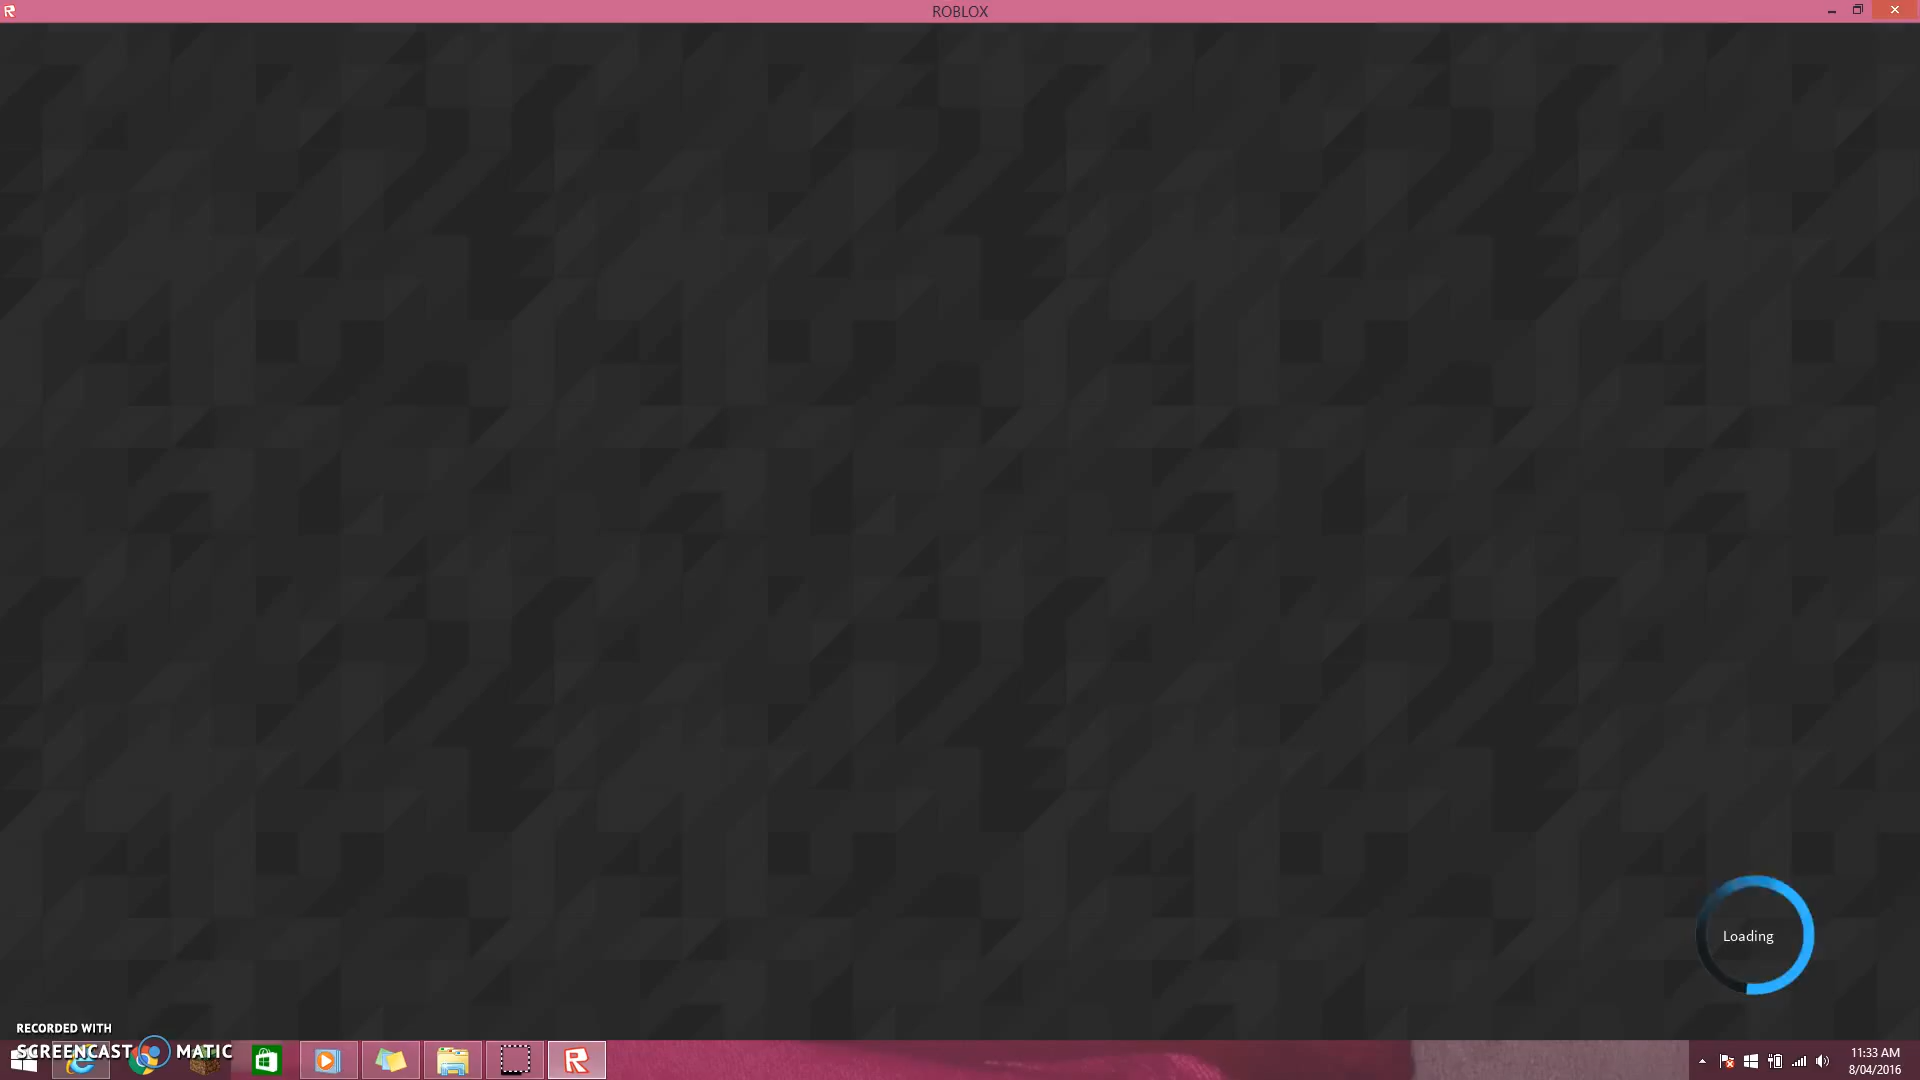 ROBLOX
Loading
RECORDED WITH
SCREENCAST MATIC
11:33 AM
8/04/2016